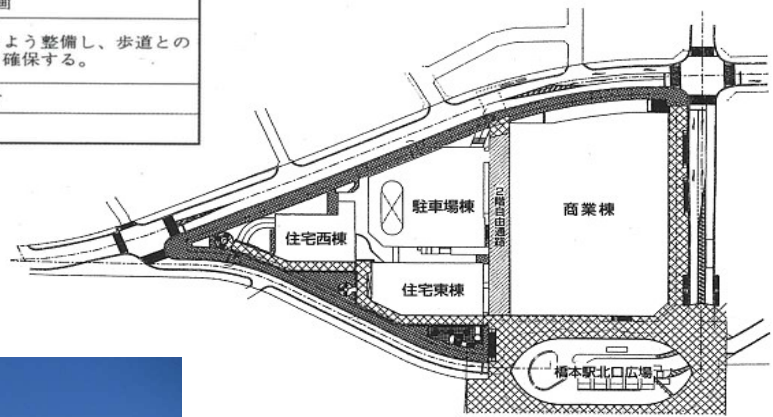 画
よう整備し、歩道との
確保する。
駐車場棟
2階自由通路
商業棟
住宅西棟
住宅東棟
橋本駅北口広場